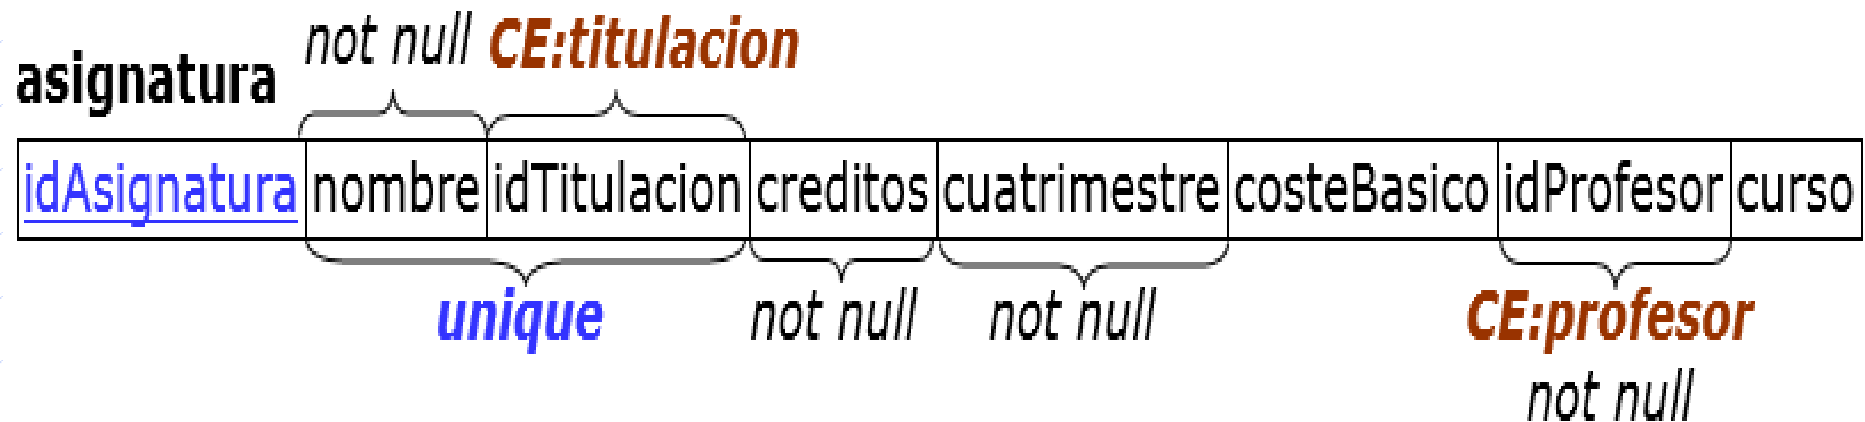 not null CE:titulacion
asignatura
idAsignatura nombre idTitulacion creditos cuatrimestre costeBasico idProfesor curso
unique not null not null CE:profesor
not null